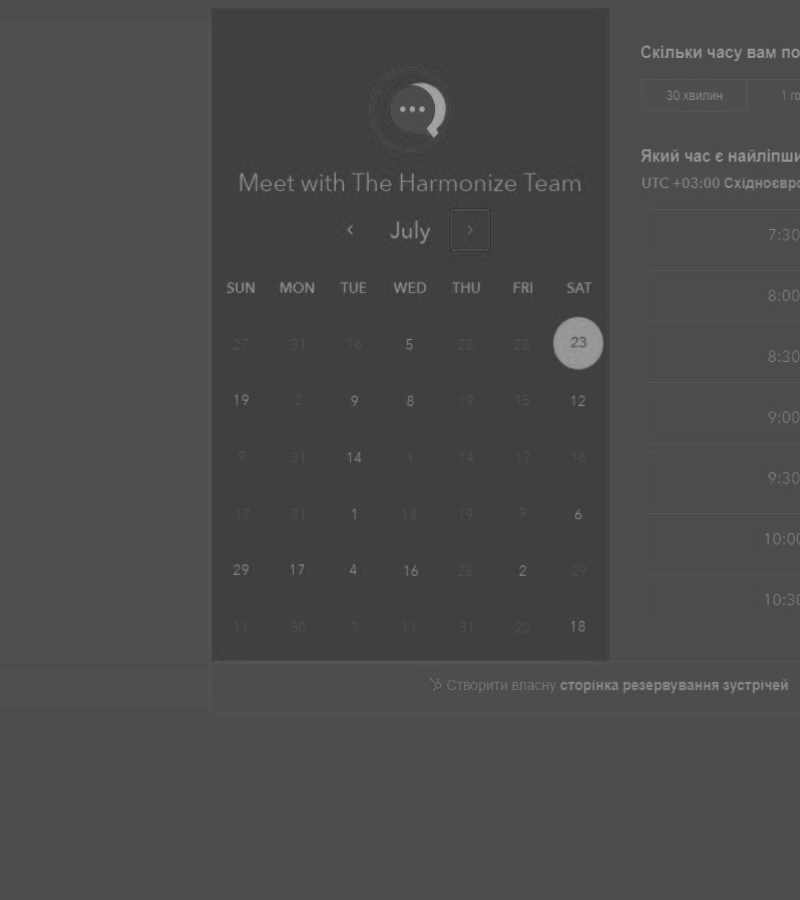 Скільки часу вам по
30 хвилин 1 го
Meet with The Harmonize Team
Який час є найліпши
UTC +03:00 Східноєвро
July
7:30
SUN MON TUE WED THU FRI SAT
8:00
27 31 16 5 28 28 23
8:30
19 2 9 8 19 15 12
9:00
9 31 14 1 14 17 16
9:30
17 31 1 18 19 9 6
10:00
29 17 4 16 25 2 29
10:30
11 30 3 11 31 22 18
Створити власну сторінка резервування зустрічей